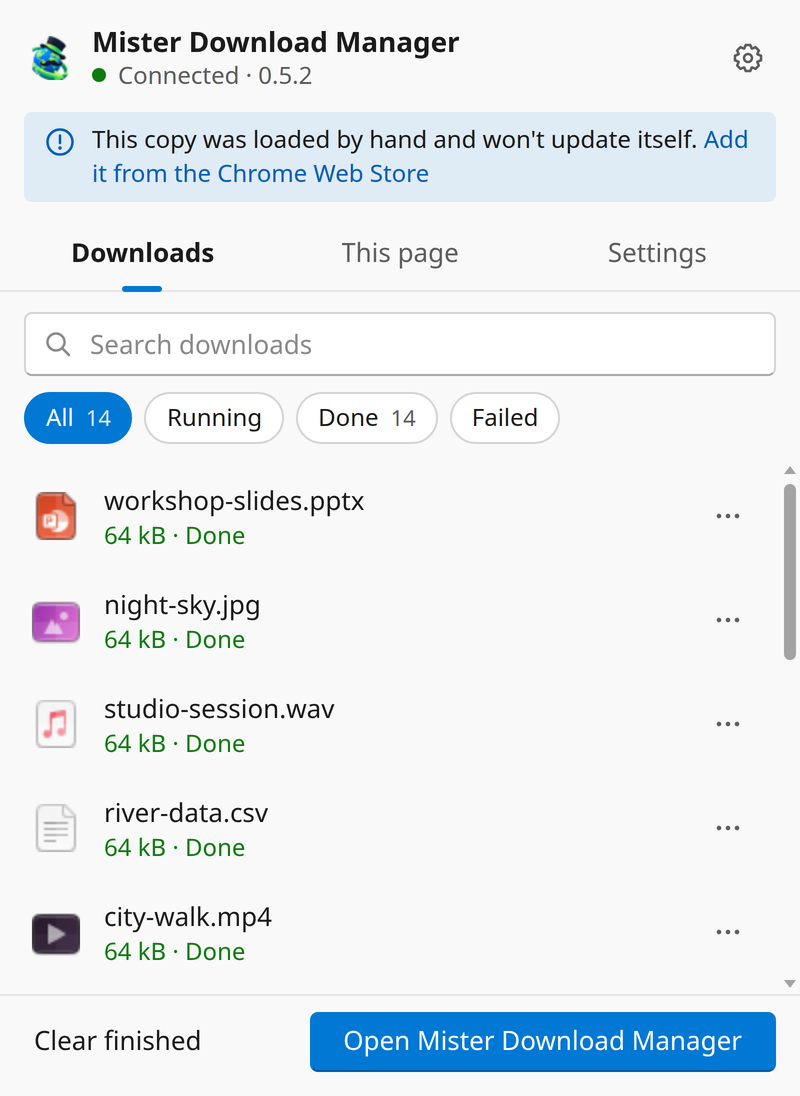 Mister Download Manager
Connected · 0.5.2
This copy was loaded by hand and won't update itself. Add
it from the Chrome Web Store
Downloads This page Settings
Search downloads
All 14 Running Done 14 Failed
workshop-slides.pptx
64 kB · Done
night-sky.jpg
64 kB · Done
studio-session.wav
64 kB · Done
river-data.csv
64 kB · Done
city-walk.mp4
64 kB · Done
Clear finished Open Mister Download Manager